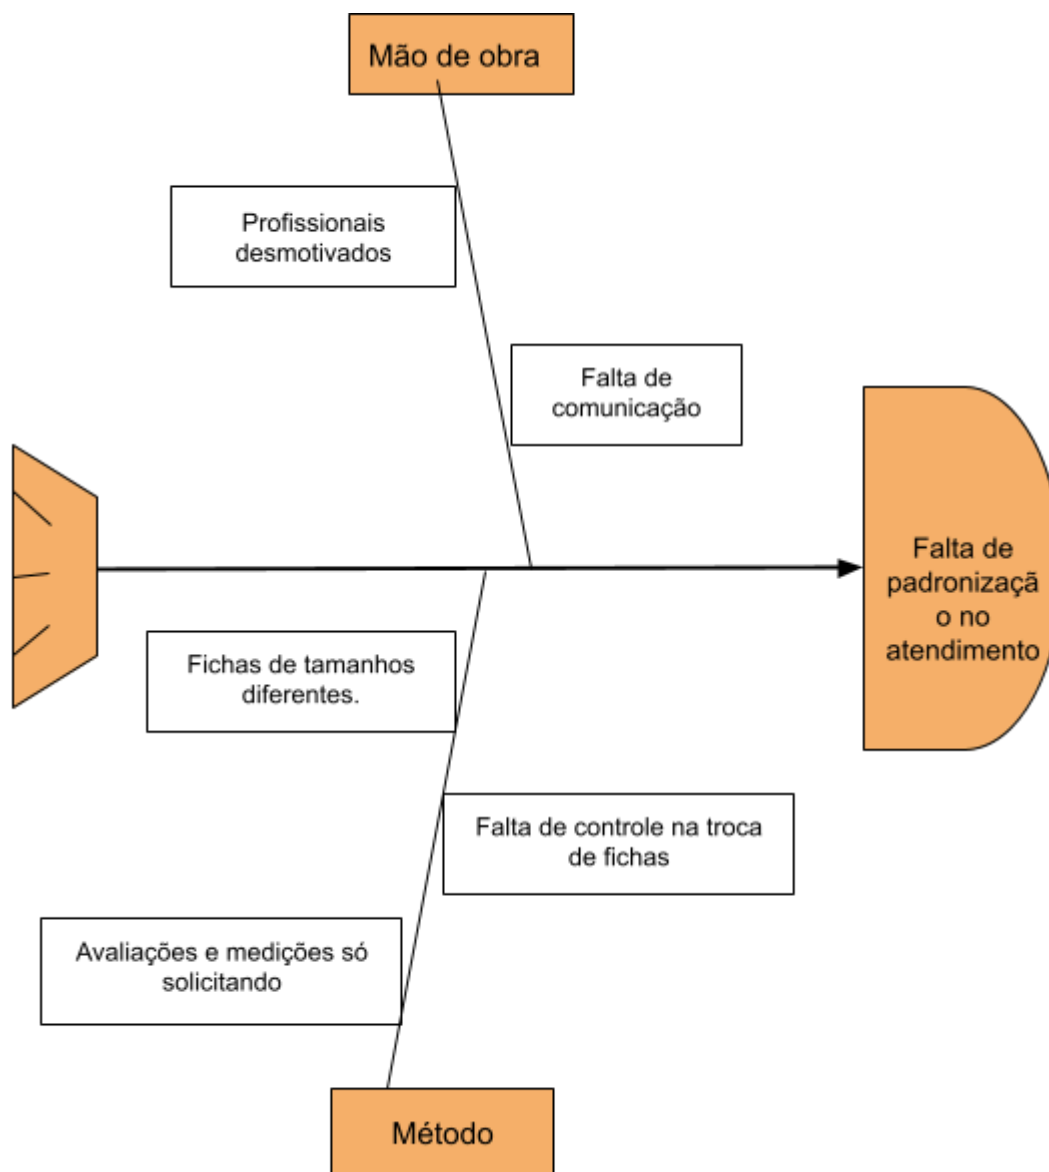 Mão de obra
Profissionais
desmotivados
Falta de
comunicação
Falta de
padronizaçã
o no
atendimento
Fichas de tamanhos
diferentes.
Falta de controle na troca
de fichas
Avaliações e medições só
solicitando
Método